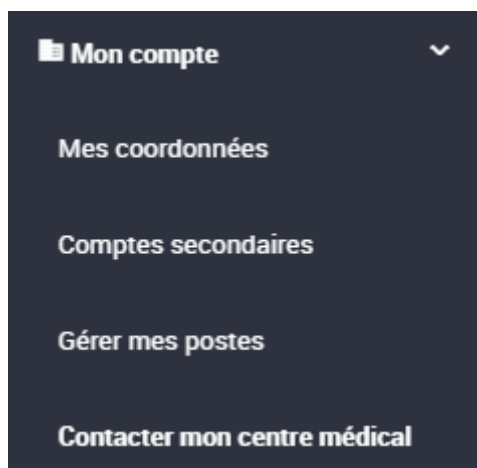 Mon compte
Mes coordonnées
Comptes secondaires
Gérer mes postes
Contacter mon centre médical